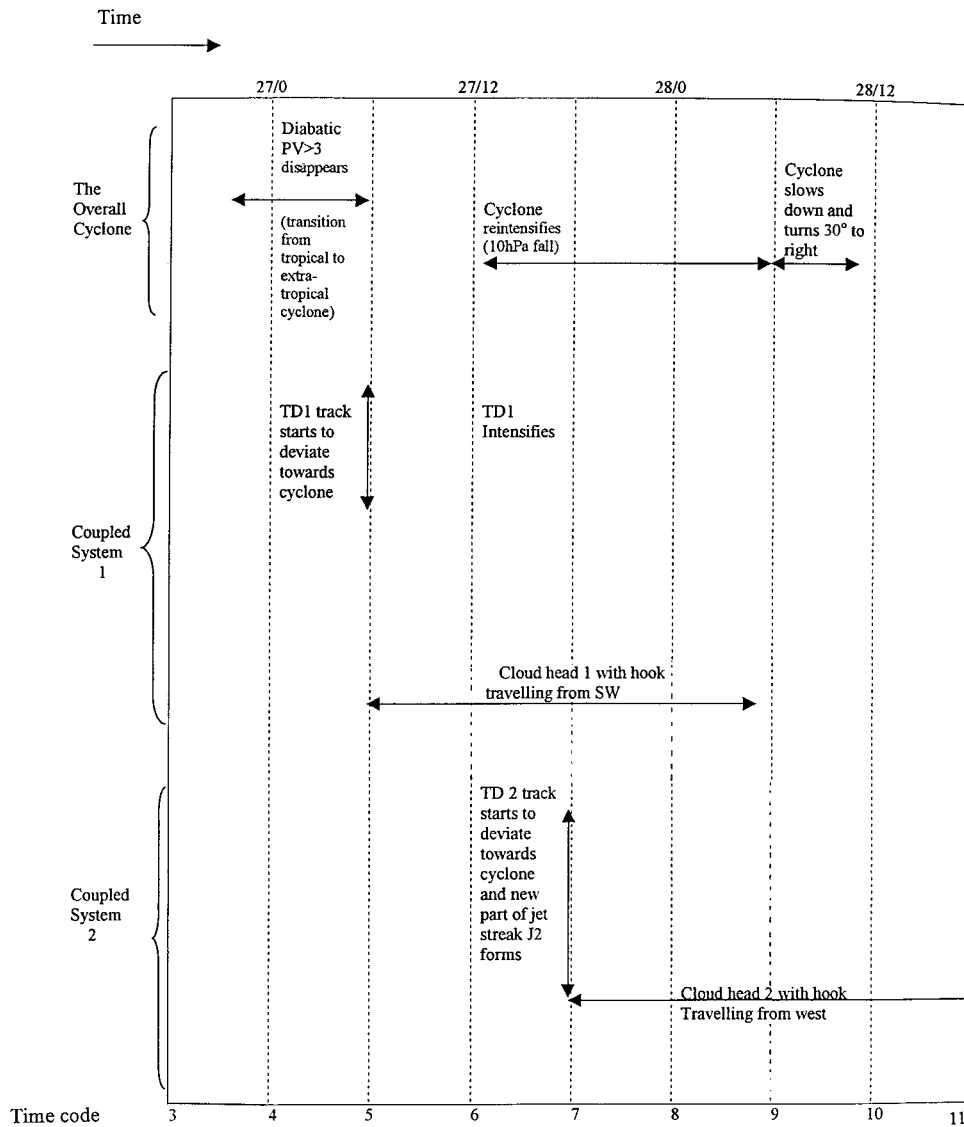 Time
27/0
27/12
28/0
28/12
The
Overall
Cyclone
Diabatic
PV>3
disappears
(transition
from
tropical to
extra-
tropical
cyclone)
Cyclone
reintensifies
(10hPa fall)
Cyclone
slows
down and
turns 30° to
right
Coupled
System
1
TD1 track
starts to
deviate
towards
cyclone
TD1
Intensifies
Cloud head 1 with hook
travelling from SW
Coupled
System
2
TD 2 track
starts to
deviate
towards
cyclone
and new
part of jet
streak J2
forms
Cloud head 2 with hook
Travelling from west
Time code
3
4
5
6
7
8
9
10
11